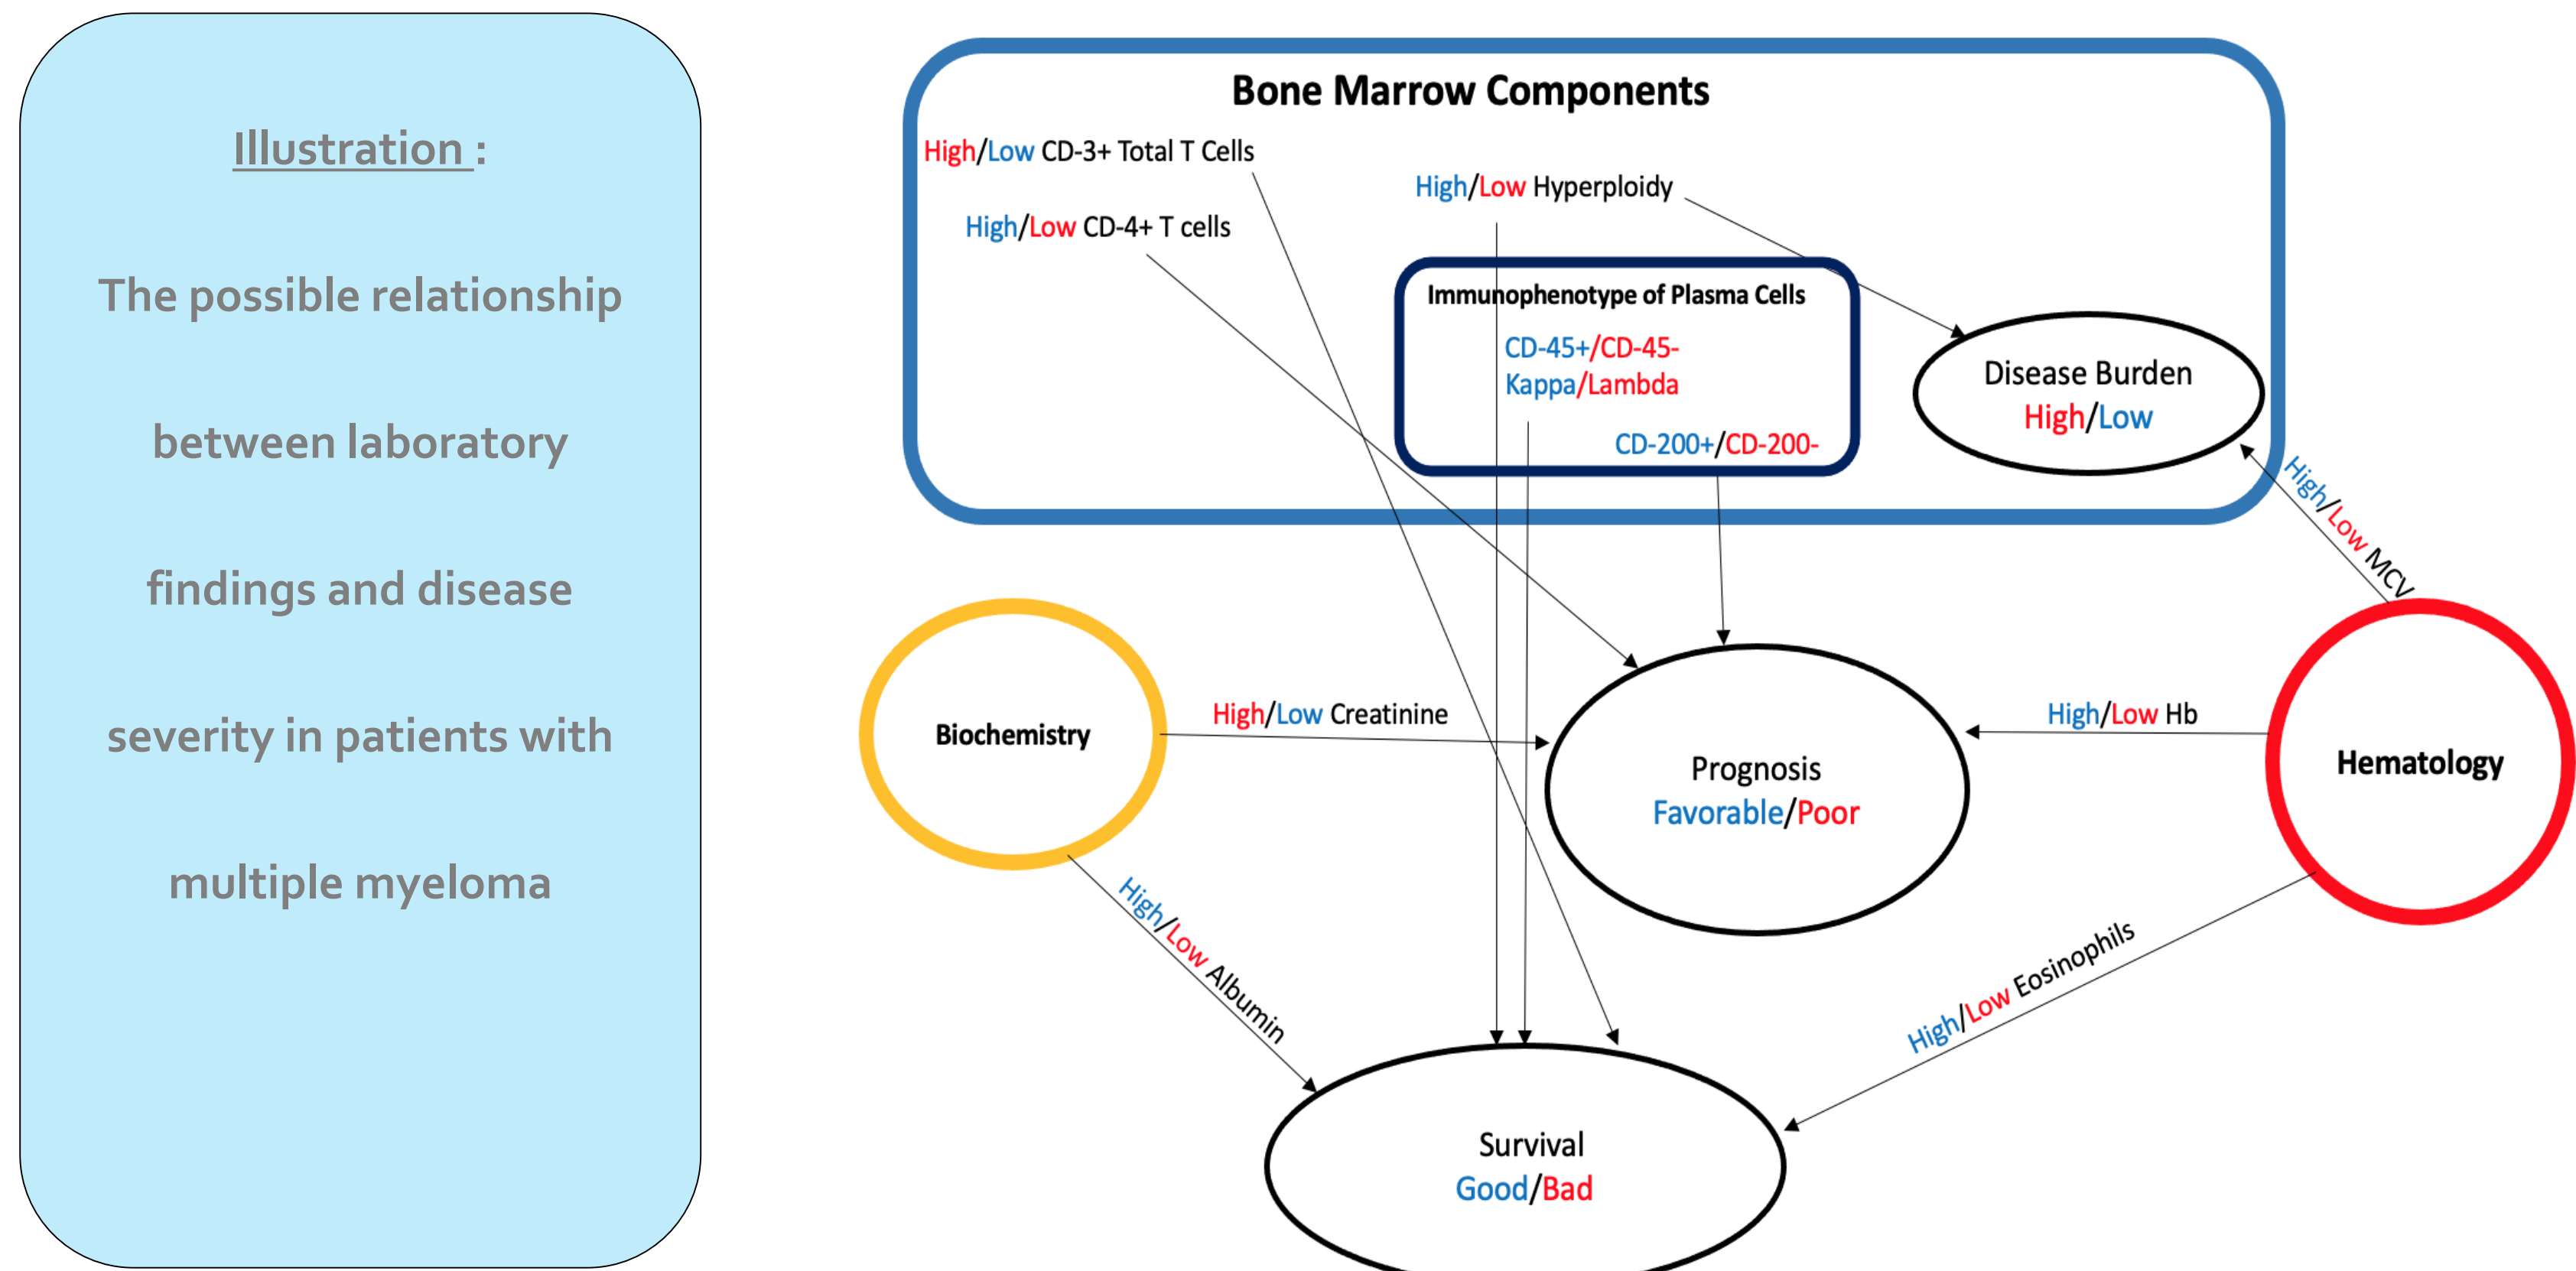 Illustration :
The possible relationship
between laboratory
findings and disease
severity in patients with
multiple myeloma
Bone Marrow Components
High/Low CD-3+ Total T Cells
High/Low Hyperploidy
High/Low CD-4+ T cells
Immunophenotype of Plasma Cells
CD-45+/CD-45-
Kappa/Lambda
CD-200+/CD-200-
Disease Burden
High/Low
High/Low MCV
Biochemistry
High/Low Creatinine
Prognosis
Favorable/Poor
High/Low Hb
Hematology
High/Low Albumin
High/Low Eosinophils
Survival
Good/Bad